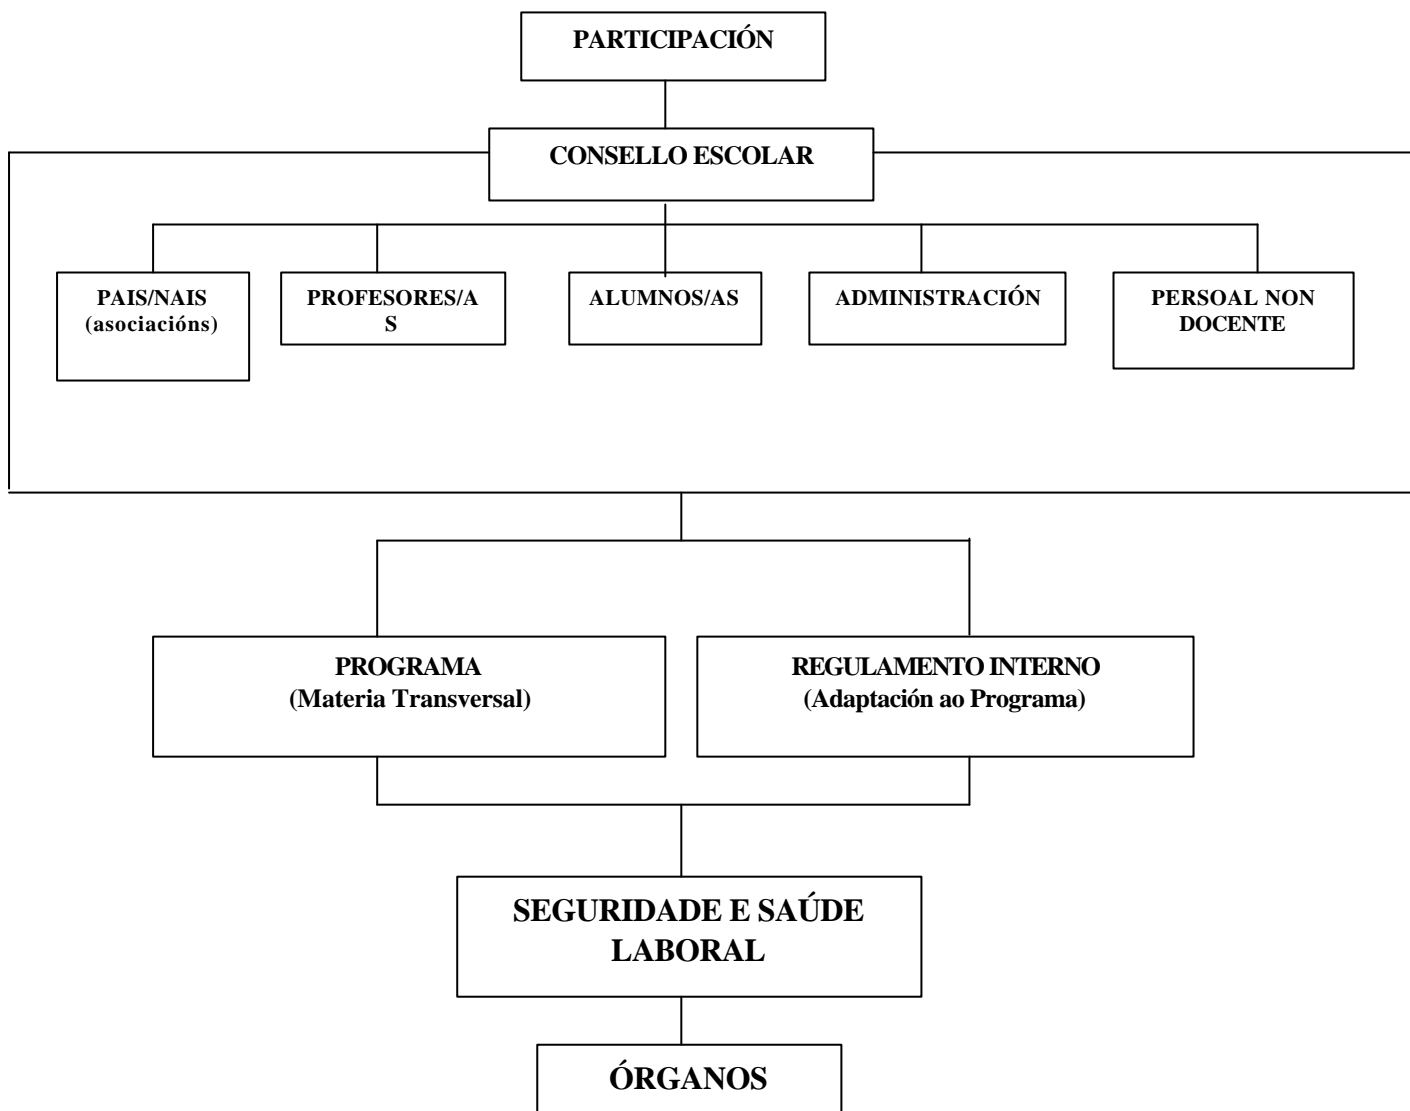 PARTICIPACIÓN
CONSELLO ESCOLAR
PAIS/NAIS
(asociacións)
PROFESORES/A
S
ALUMNOS/AS
ADMINISTRACIÓN
PERSOAL NON
DOCENTE
PROGRAMA
(Materia Transversal)
REGULAMENTO INTERNO
(Adaptación ao Programa)
SEGURIDADE E SAÚDE
LABORAL
ÓRGANOS